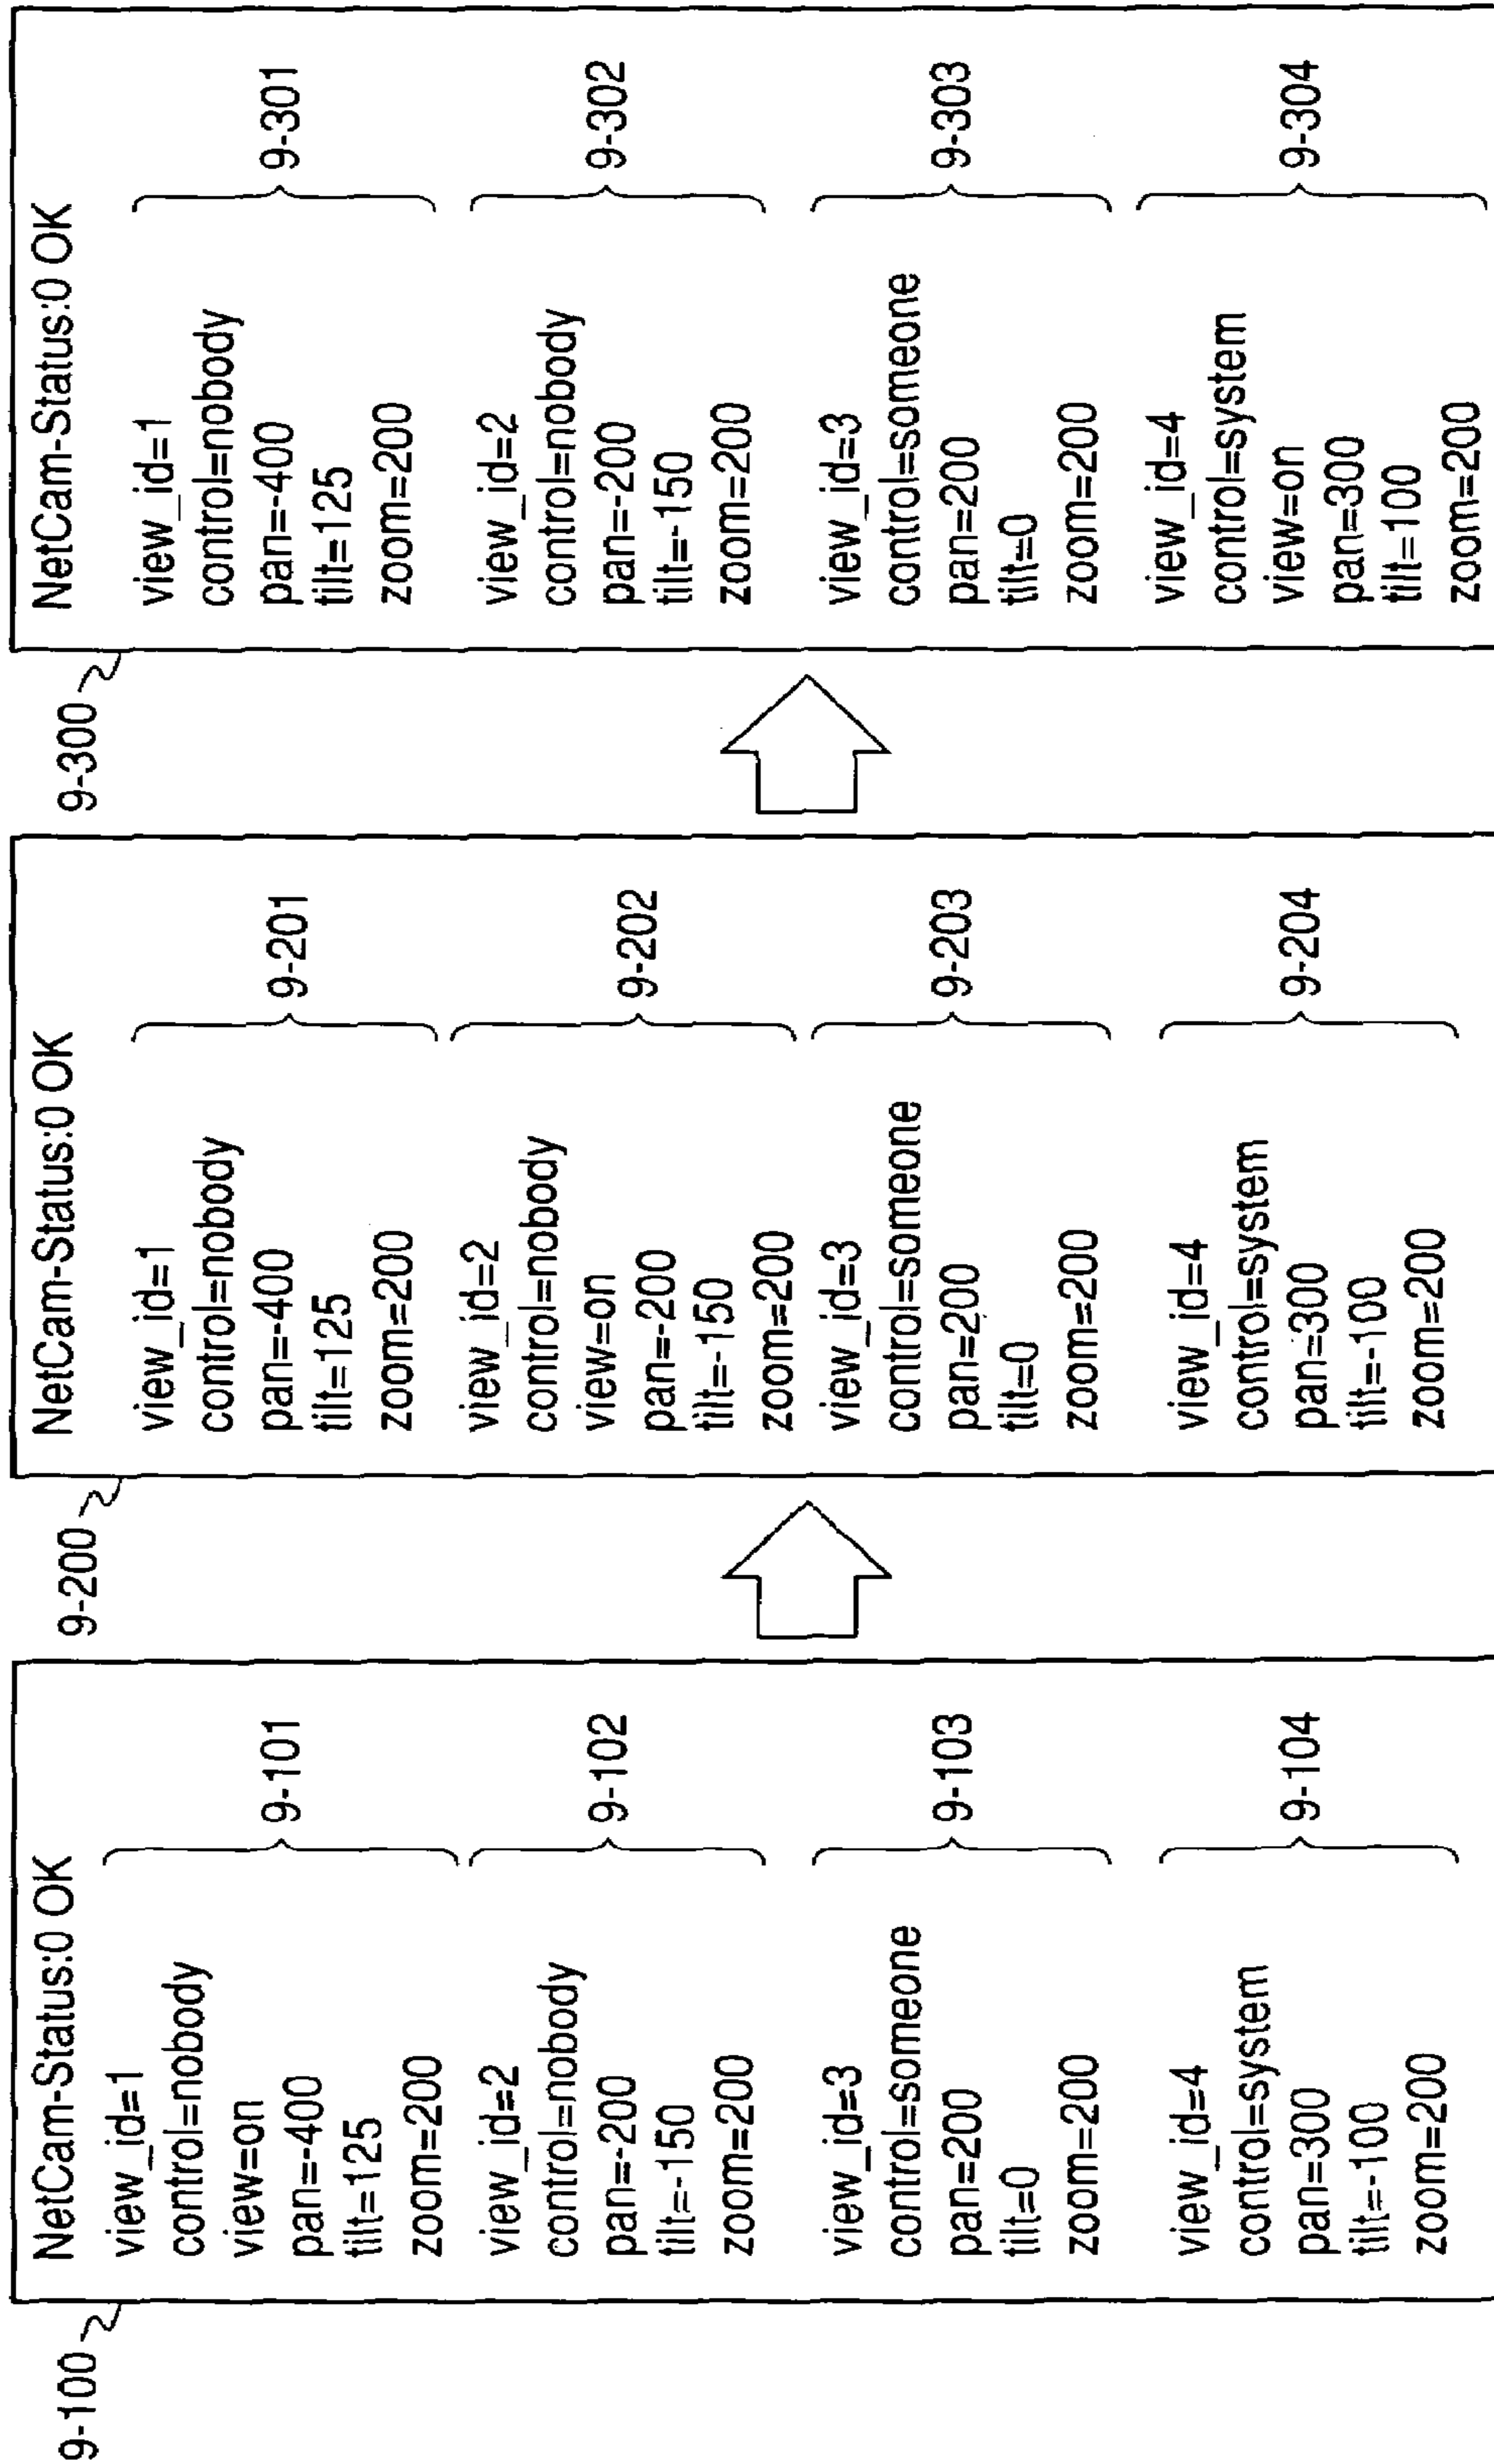 9-100
NetCam-Status:0 OK
view_id=1
control=nobody
view=on
pan=-400
tilt=125
zoom=200
9-101
view_id=2
control=nobody
pan=-200
tilt=-150
zoom=200
9-102
view_id=3
control=someone
pan=200
tilt=0
zoom=200
9-103
view_id=4
control=system
pan=300
tilt=-100
zoom=200
9-104
9-200
NetCam-Status:0 OK
view_id=1
control=nobody
pan=-400
tilt=125
zoom=200
9-201
view_id=2
control=nobody
view=on
pan=-200
tilt=-150
zoom=200
9-202
view_id=3
control=someone
pan=200
tilt=0
zoom=200
9-203
view_id=4
control=system
pan=300
tilt=-100
zoom=200
9-204
9-300
NetCam-Status:0 OK
view_id=1
control=nobody
pan=-400
tilt=125
zoom=200
9-301
view_id=2
control=nobody
pan=-200
tilt=-150
zoom=200
9-302
view_id=3
control=someone
pan=200
tilt=0
zoom=200
9-303
view_id=4
control=system
view=on
pan=300
tilt=100
zoom=200
9-304